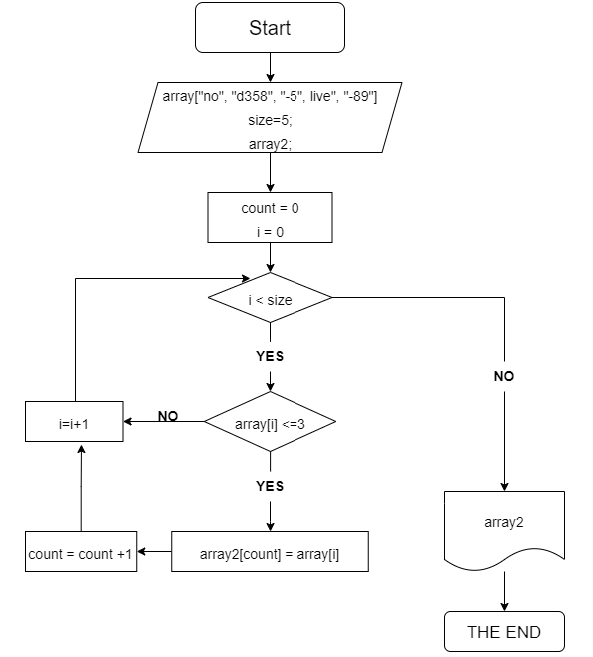 Start
array["no", "d358", "-5", live", "-89"]
size=5;
array2;
count = 0
i = 0
i < size
YES
NO
array[i] <=3
NO
i=i+1
YES
array2[count] = array[i]
count = count +1
array2
THE END